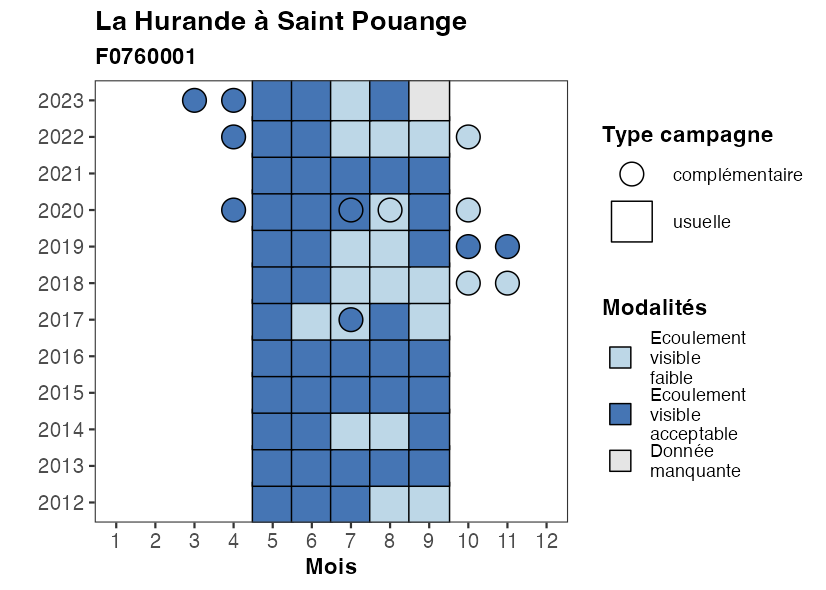 La Hurande à Saint Pouange
F0760001
2023
2022
2021
2020
2019
2018
2017
2016
2015
2014
2013
2012
1 2 3 4 5 6 7 8 9 10 11 12
Mois
Type campagne
complémentaire
usuelle
Modalités
Ecoulement
visible
faible
Ecoulement
visible
acceptable
Donnée
manquante